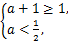 {a + 1 ≥ 1,
a < 1/2,